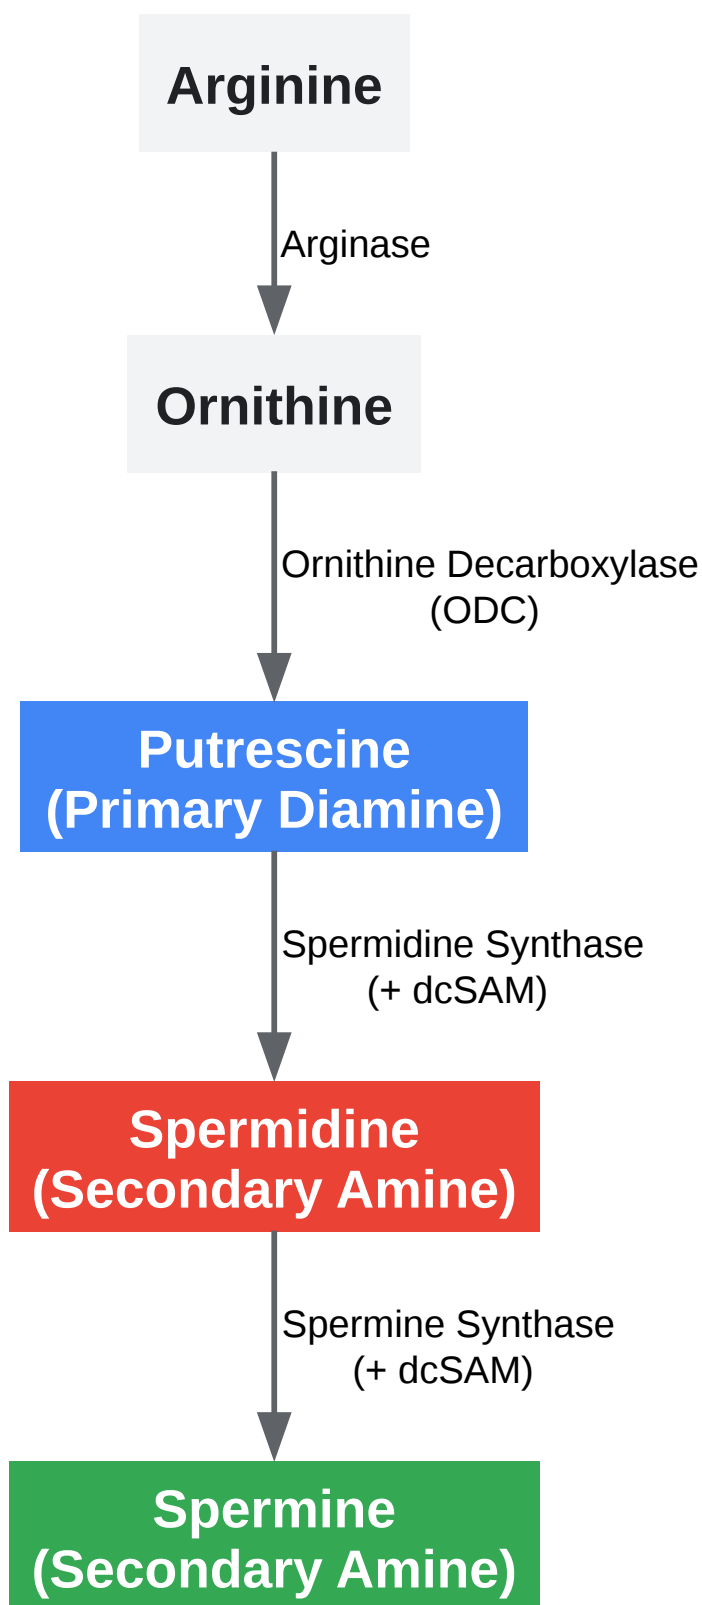 Arginine
Arginase
Ornithine
Ornithine Decarboxylase
(ODC)
Putrescine
(Primary Diamine)
Spermidine Synthase
(+ dcSAM)
Spermidine
(Secondary Amine)
Spermine Synthase
(+ dcSAM)
Spermine
(Secondary Amine)